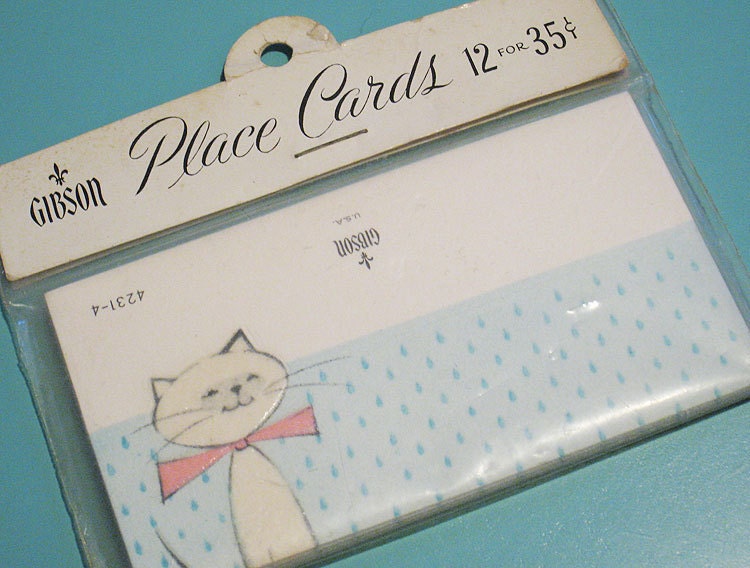 GIBSON Place Cards 12 FOR 35¢
U.S.A.
GIBSON
4231-4